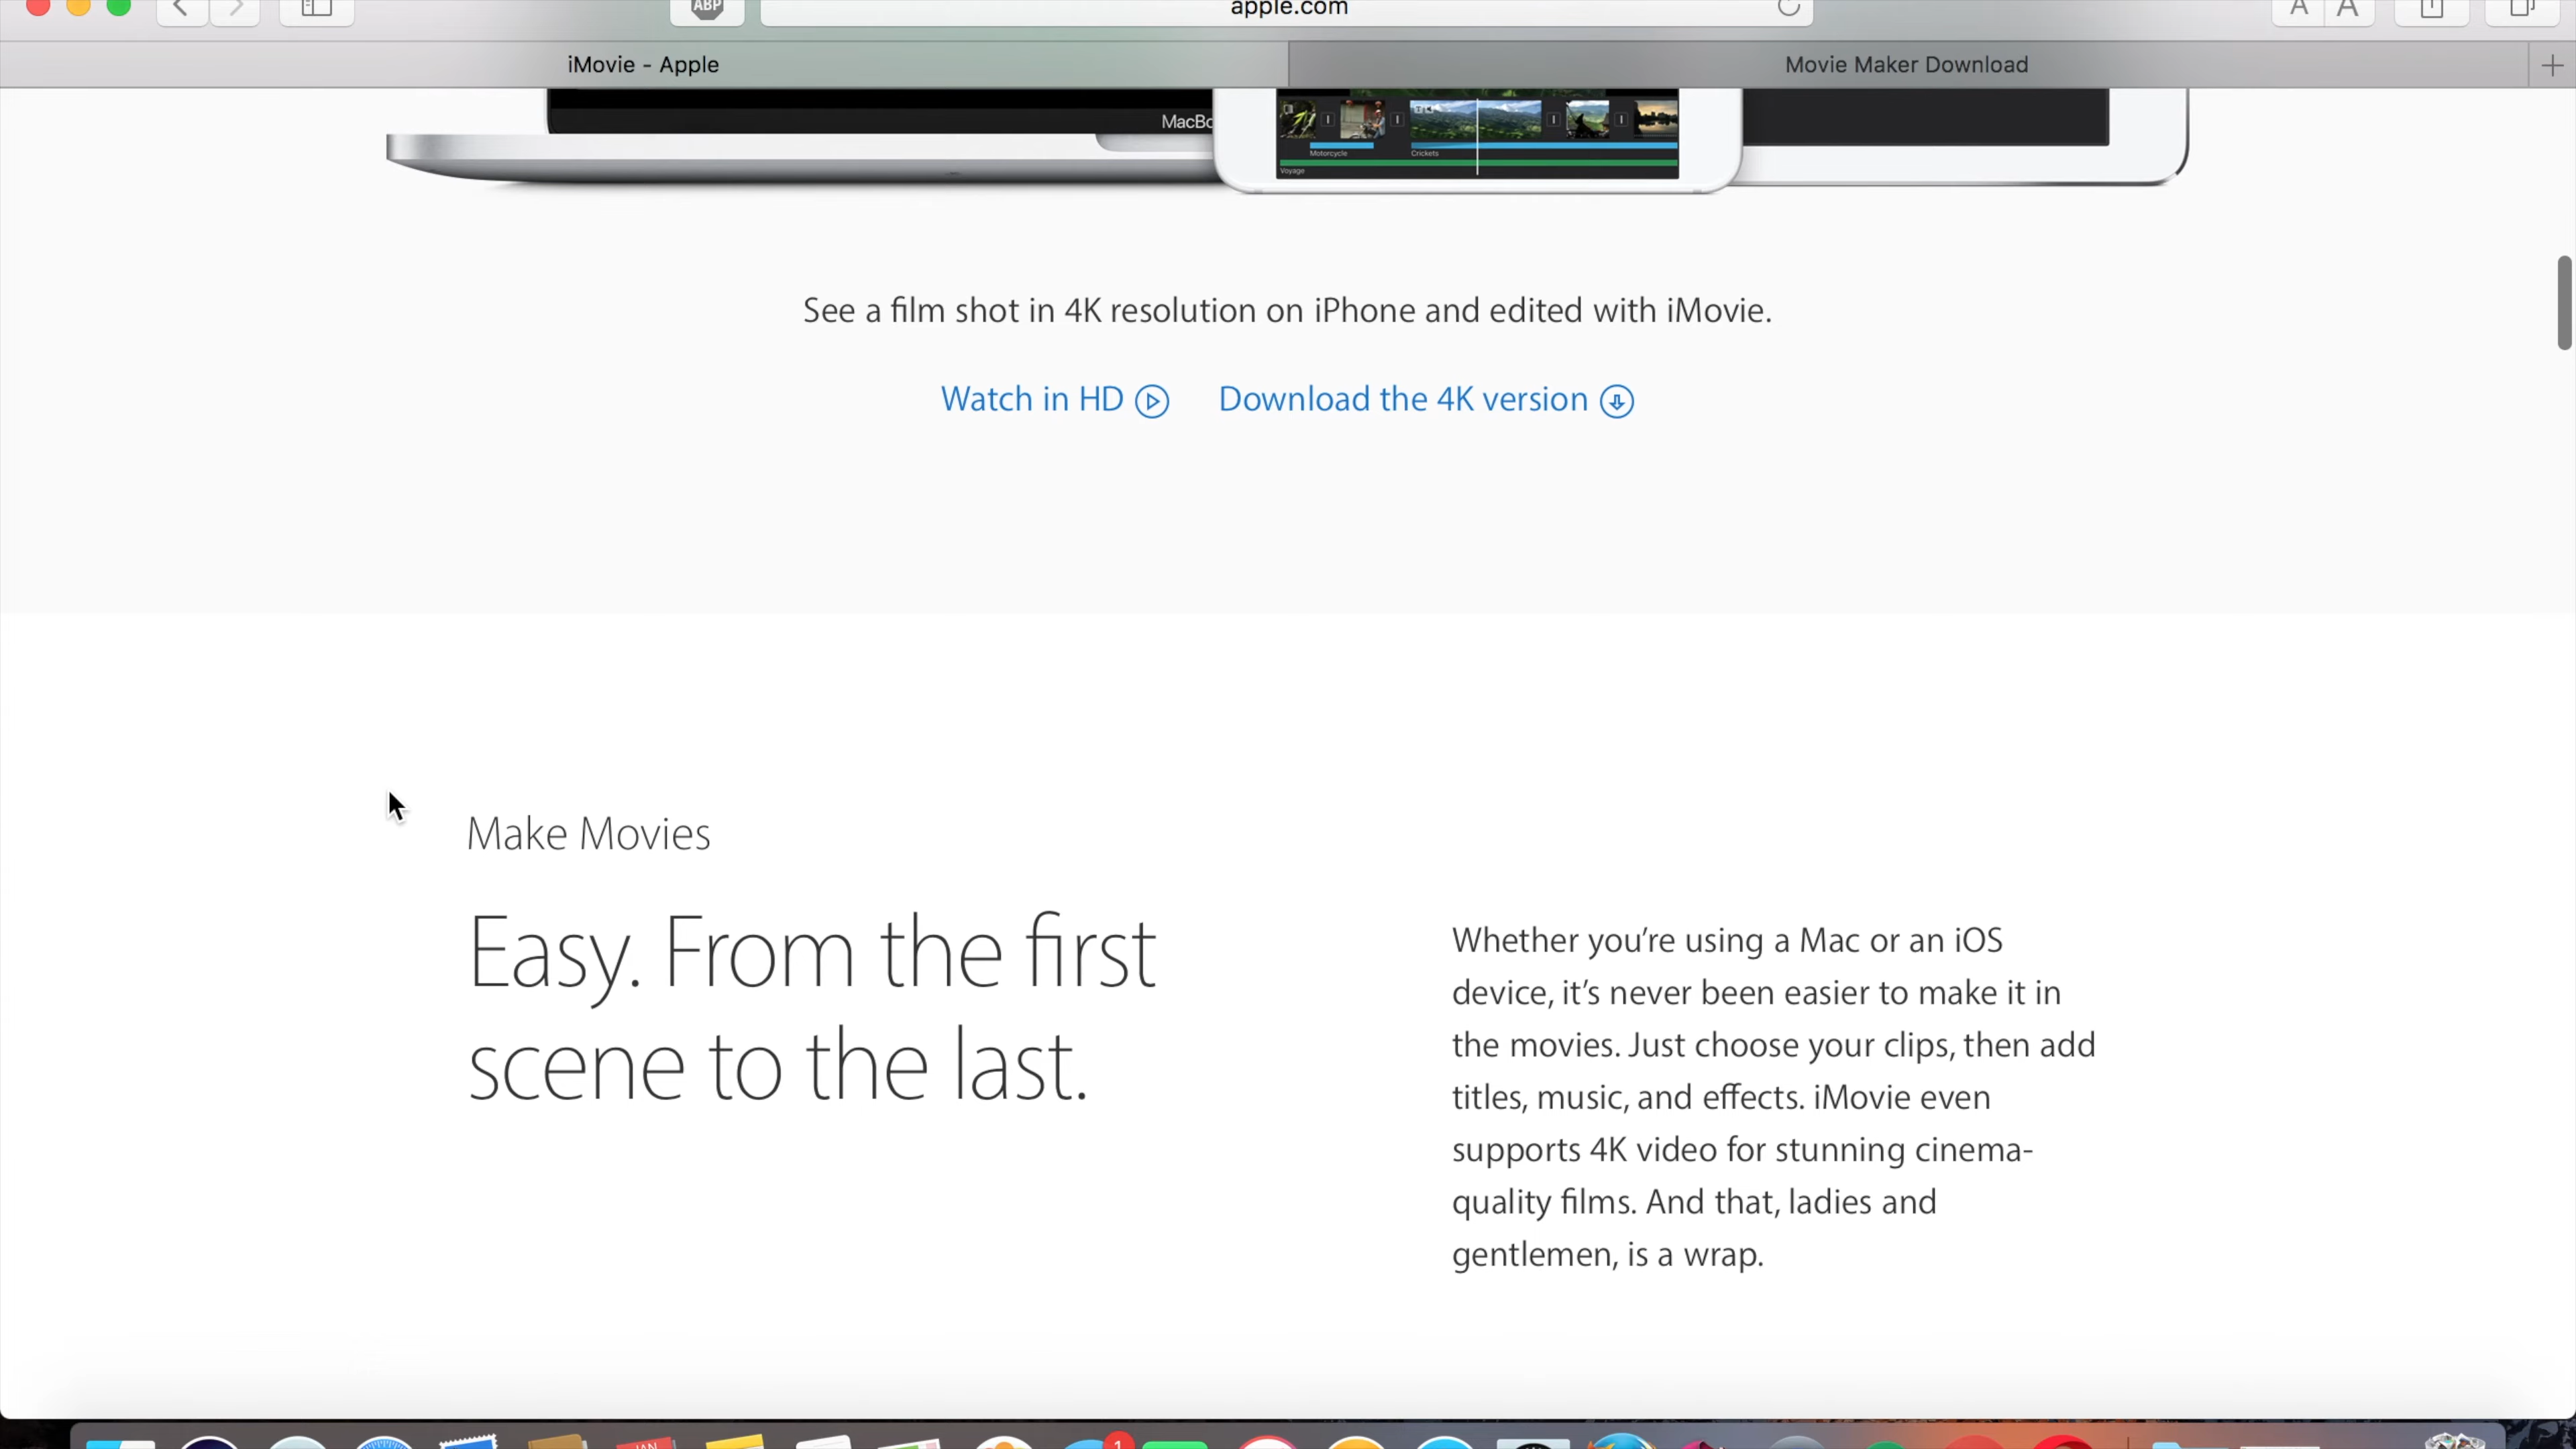 ABP
apple.com
A A
iMovie - Apple
Movie Maker Download
+
MacBo
Motorcycle
Crickets
Voyage
See a film shot in 4K resolution on iPhone and edited with iMovie.
Watch in HD
Download the 4K version
Make Movies
Easy. From the first
scene to the last.
Whether you’re using a Mac or an iOS
device, it’s never been easier to make it in
the movies. Just choose your clips, then add
titles, music, and effects. iMovie even
supports 4K video for stunning cinema-
quality films. And that, ladies and
gentlemen, is a wrap.
JAN
1